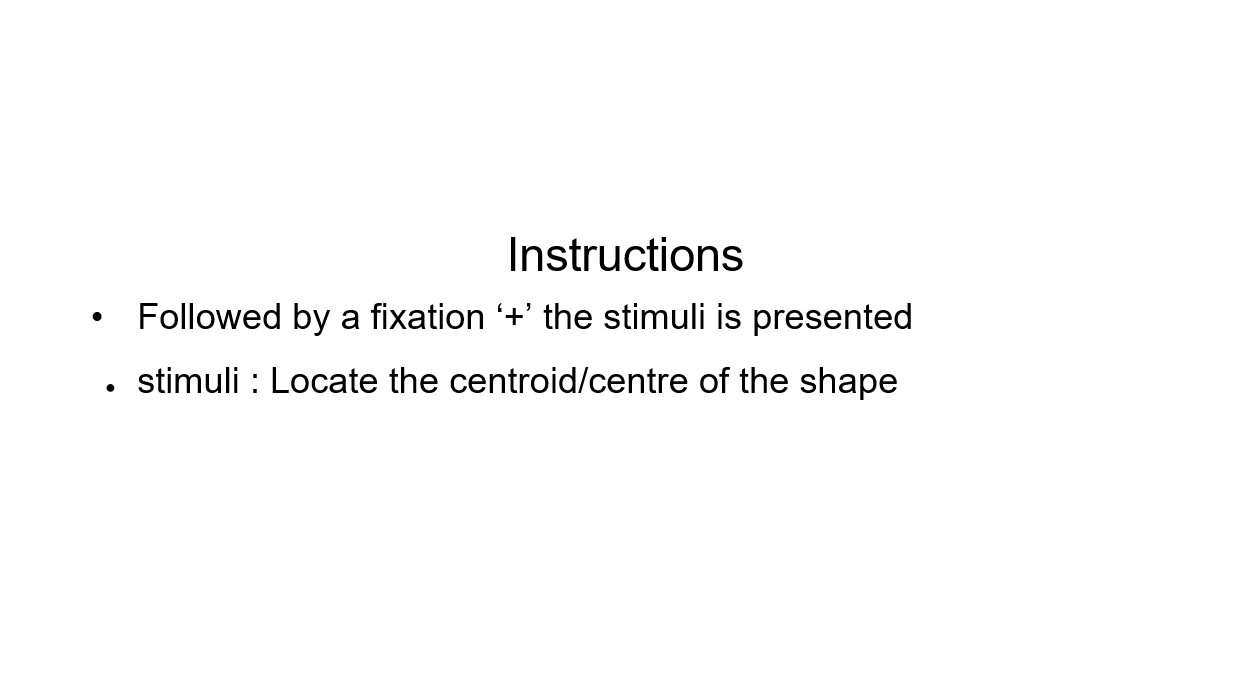 Instructions
• Followed by a fixation ‘+’ the stimuli is presented
• stimuli : Locate the centroid/centre of the shape